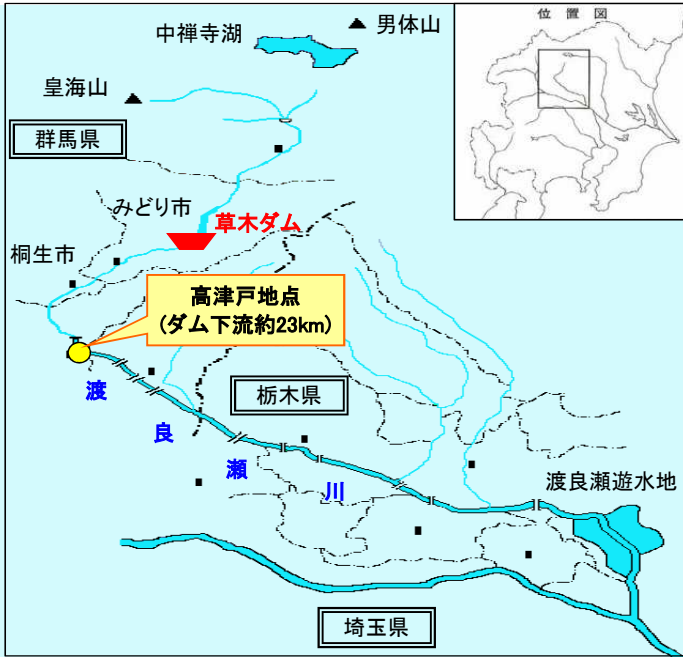 位置図
中禅寺湖
男体山
皇海山
群馬県
みどり市
草木ダム
桐生市
高津戸地点
(ダム下流約23km)
栃木県
渡良瀬川
渡良瀬遊水地
埼玉県